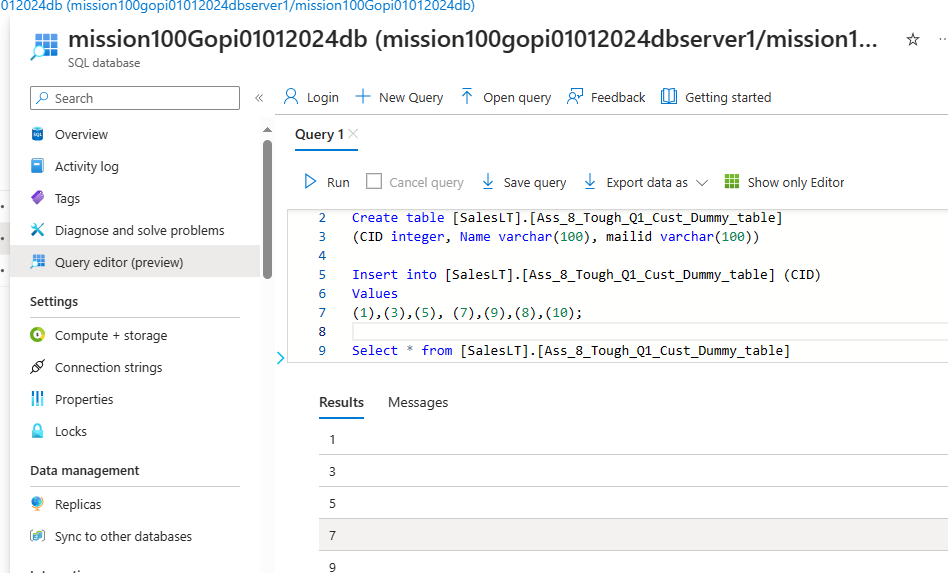 012024db (mission100gopi01012024dbserver1/mission100Gopi01012024db)
mission100Gopi01012024db (mission100gopi01012024dbserver1/mission1...
SQL database
Search
Overview
Activity log
Tags
Diagnose and solve problems
Query editor (preview)
Settings
Compute + storage
Connection strings
Properties
Locks
Data management
Replicas
Sync to other databases
Login
New Query
Open query
Feedback
Getting started
Query 1
Run
Cancel query
Save query
Export data as
Show only Editor
2 Create table [SalesLT].[Ass_8_Tough_Q1_Cust_Dummy_table]
3 (CID integer, Name varchar(100), mailid varchar(100))
4
5 Insert into [SalesLT].[Ass_8_Tough_Q1_Cust_Dummy_table] (CID)
6 Values
7 (1),(3),(5), (7),(9),(8),(10);
8
9 Select * from [SalesLT].[Ass_8_Tough_Q1_Cust_Dummy_table]
Results
Messages
1
3
5
7
9